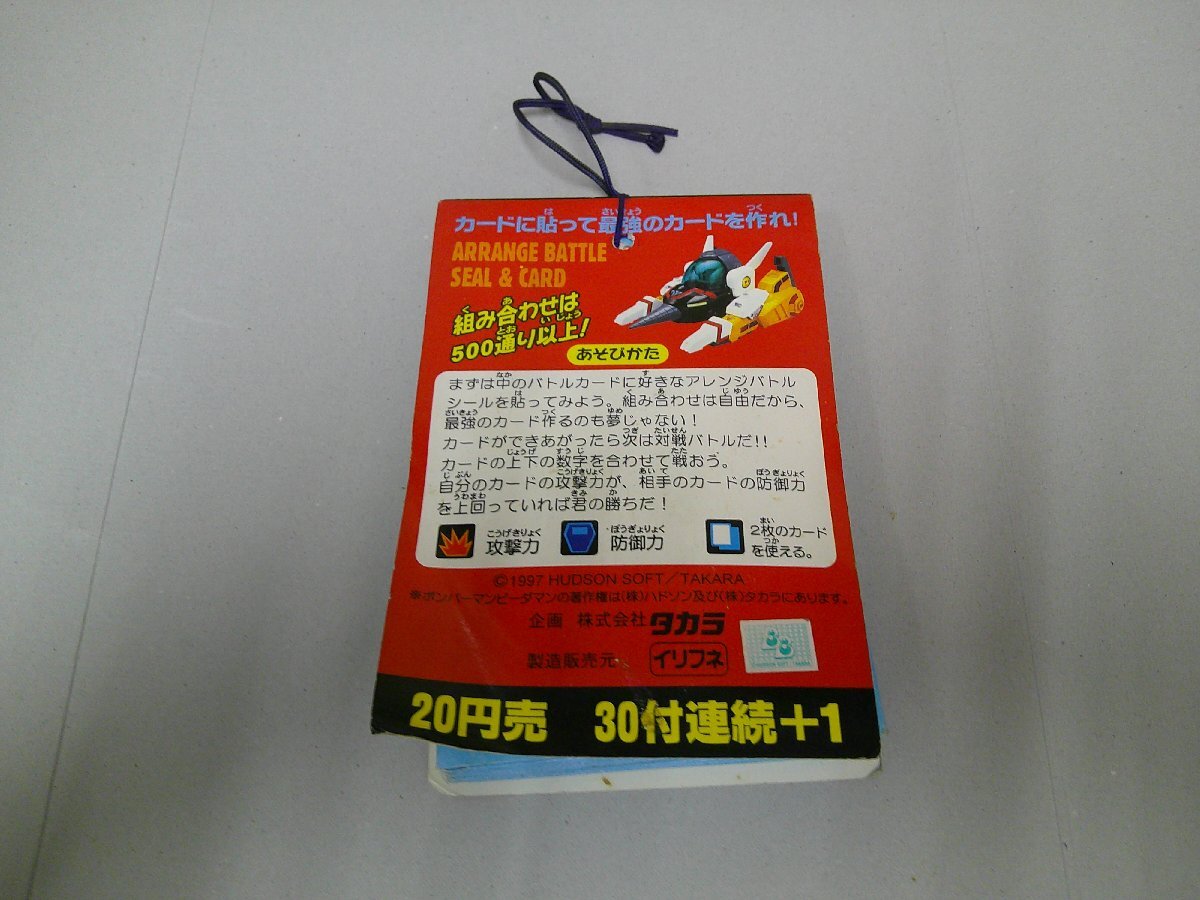 カードに貼って最強のカードを作れ!
ARRANGE BATTLE
SEAL & CARD
組み合わせは
500通り以上!
あそびかた
まずは中のバトルカードに好きなアレンジバトル
シールを貼ってみよう。組み合わせは自由だから、
最強のカード作るのも夢じゃない!
カードができあがったら次は対戦バトルだ!!
カードの上下の数字を合わせて戦おう。
自分のカードの攻撃力が、相手のカードの防御力
を上回っていれば君の勝ちだ!
攻撃力
防御力
2枚のカード
を使える。
©1997 HUDSON SOFT/TAKARA
※ボンバーマンビーダマンの著作権は(株)ハドソン及び(株)タカラにあります。
企画 株式会社タカラ
製造販売元 イリフネ
HUDSON SOFT/TAKARA
20円売 30付連続+1